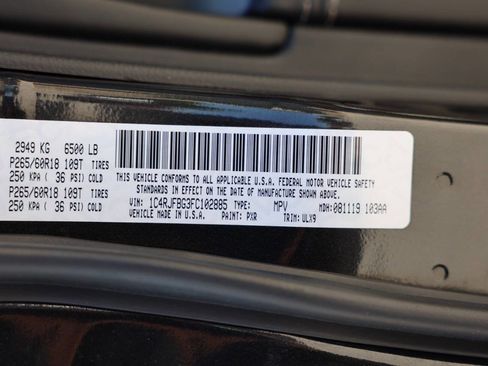 2949 KG 6500 LB
P265/60R18 109T TIRES
250 KPA ( 36 PSI) COLD
P265/60R18 109T TIRES
250 KPA ( 36 PSI) COLD
THIS VEHICLE CONFORMS TO ALL APPLICABLE U.S.A. FEDERAL MOTOR VEHICLE SAFETY
STANDARDS IN EFFECT ON THE DATE OF MANUFACTURE SHOWN ABOVE.
VIN: 1C4RJFBG3FC102885 TYPE: MPV MDH: 081119 103AA
MADE IN U.S.A. PAINT: PXR TRIM: ULX9